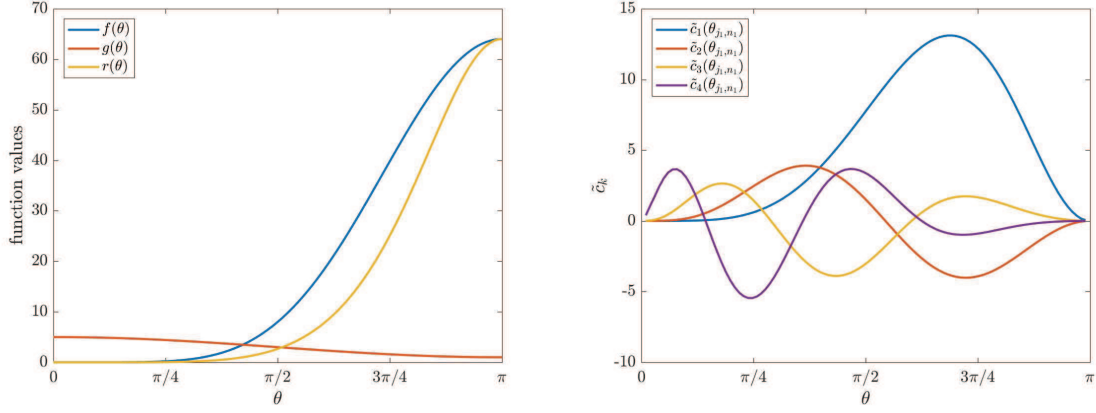 70
60
50
40
30
20
10
0
function values
f(θ)
g(θ)
r(θ)
0
π/4
π/2
3π/4
π
θ
15
10
5
0
-5
-10
c̃ₖ
c̃₁(θⱼ₁,ₙ₁)
c̃₂(θⱼ₁,ₙ₁)
c̃₃(θⱼ₁,ₙ₁)
c̃₄(θⱼ₁,ₙ₁)
0
π/4
π/2
3π/4
π
θ